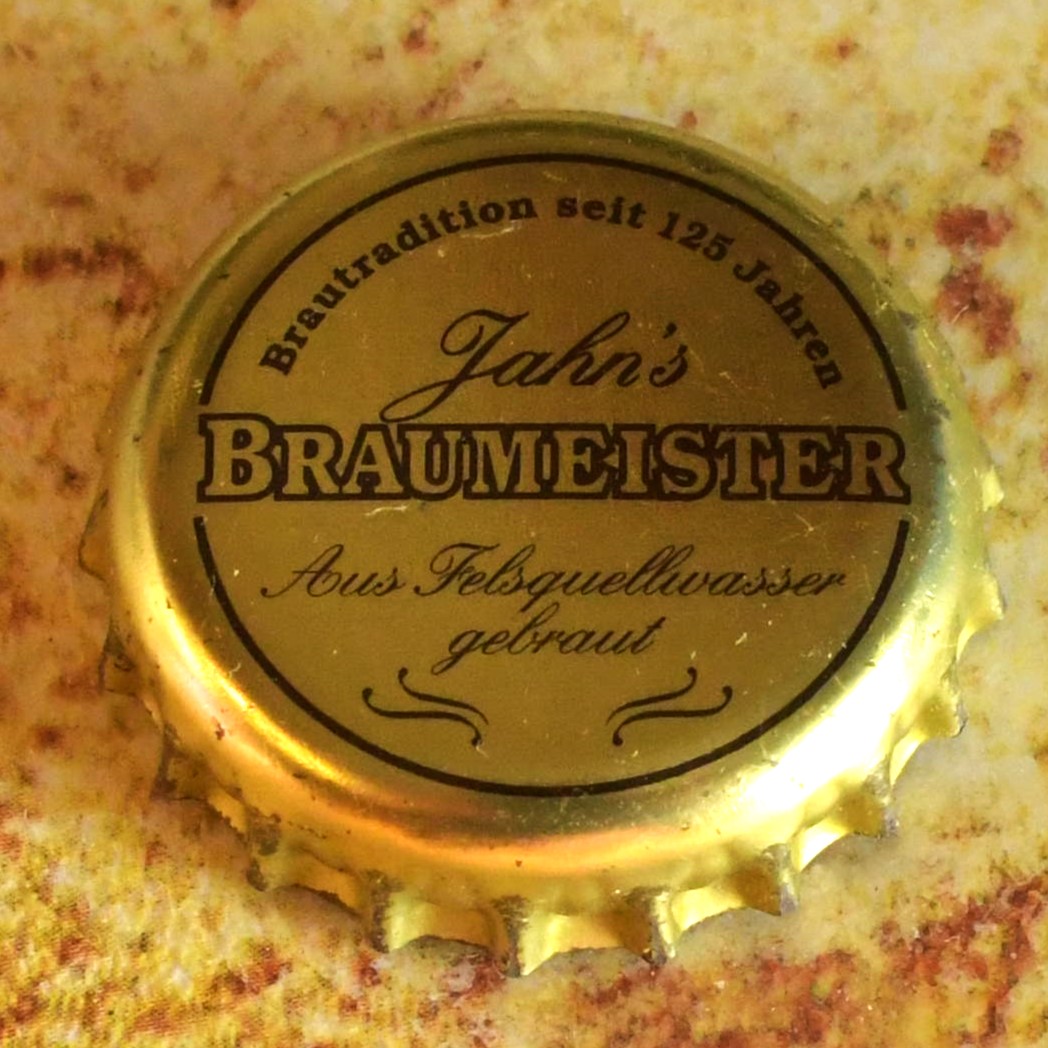 Brautradition seit 125 Jahren
Jahn's
BRAUMEISTER
Aus Felsquellwasser
gebraut